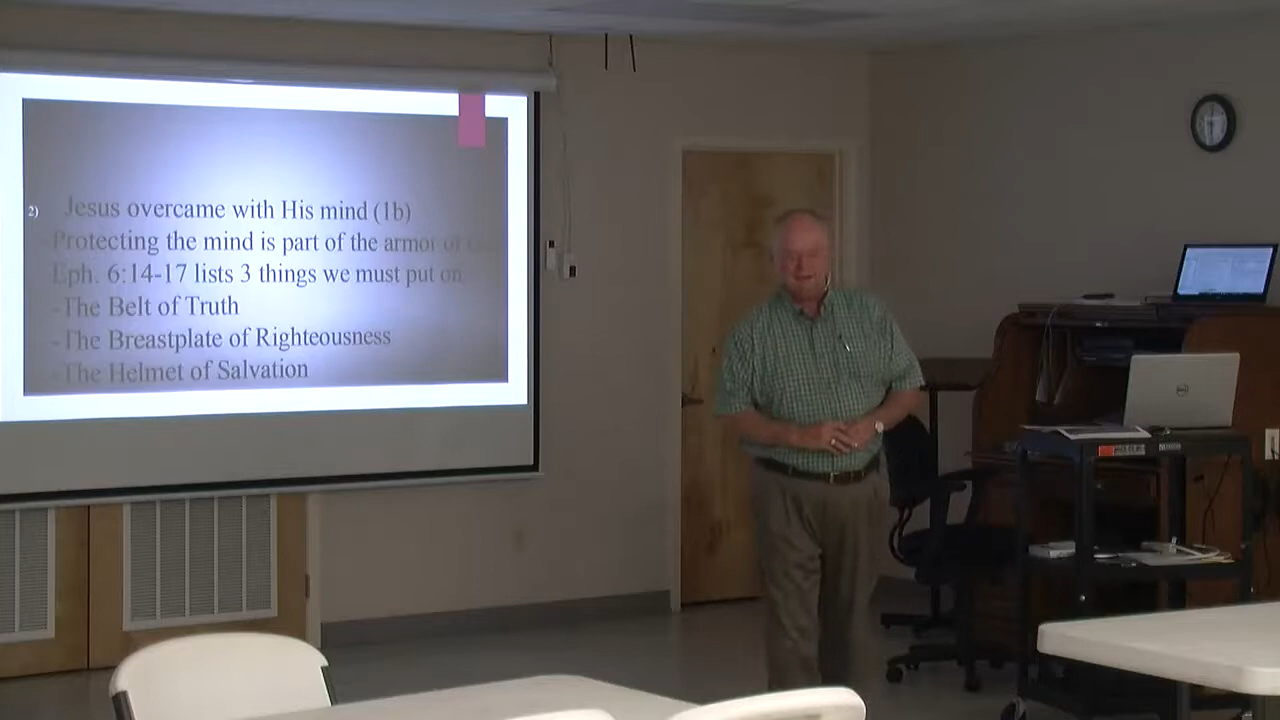 2) Jesus overcame with His mind (1b)
-Protecting the mind is part of the armor of
Eph. 6:14-17 lists 3 things we must put on
-The Belt of Truth
-The Breastplate of Righteousness
-The Helmet of Salvation
DELL